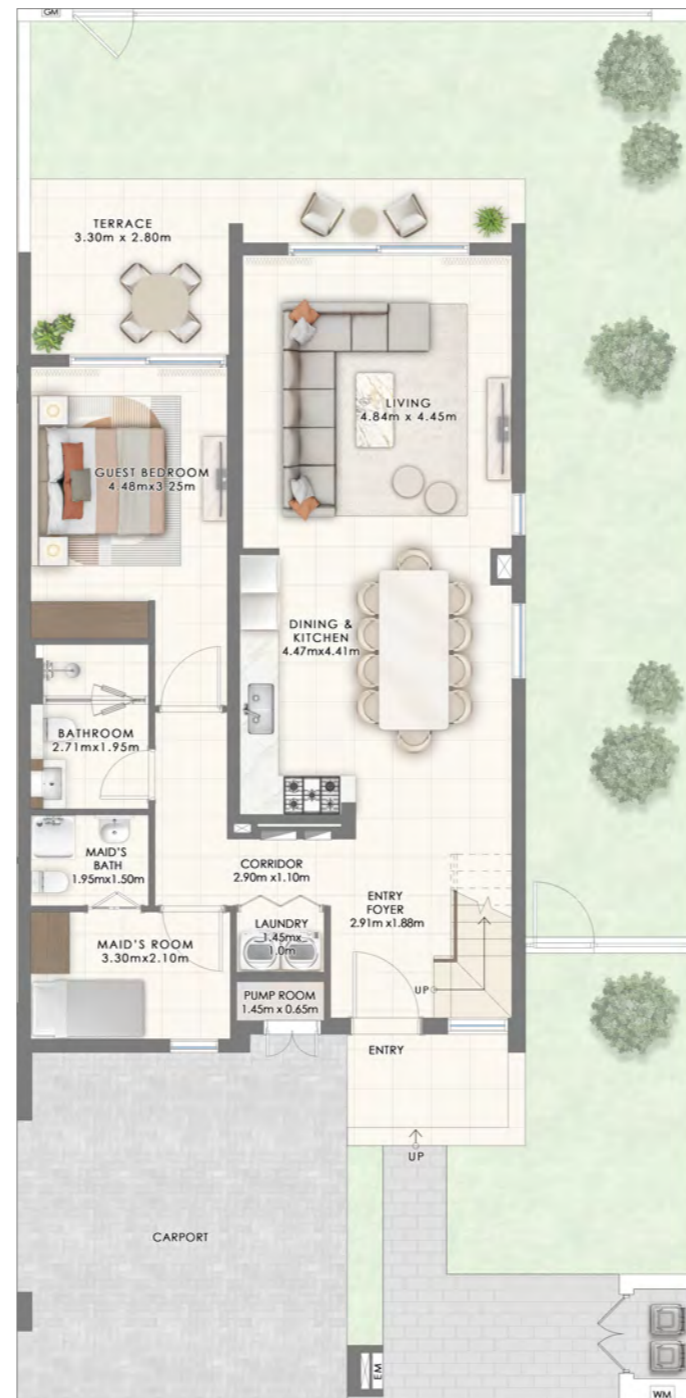 GM
TERRACE
3.30m x 2.80m
LIVING
4.84m x 4.45m
GUEST BEDROOM
4.48mx3.25m
DINING &
KITCHEN
4.47mx4.41m
BATHROOM
2.71mx1.95m
MAID'S
BATH
1.95mx1.50m
CORRIDOR
2.90m x1.10m
ENTRY
FOYER
2.91m x1.88m
LAUNDRY
1.45mx
1.0m
MAID'S ROOM
3.30mx2.10m
UP
PUMP ROOM
1.45m x 0.65m
ENTRY
UP
CARPORT
EM
WM